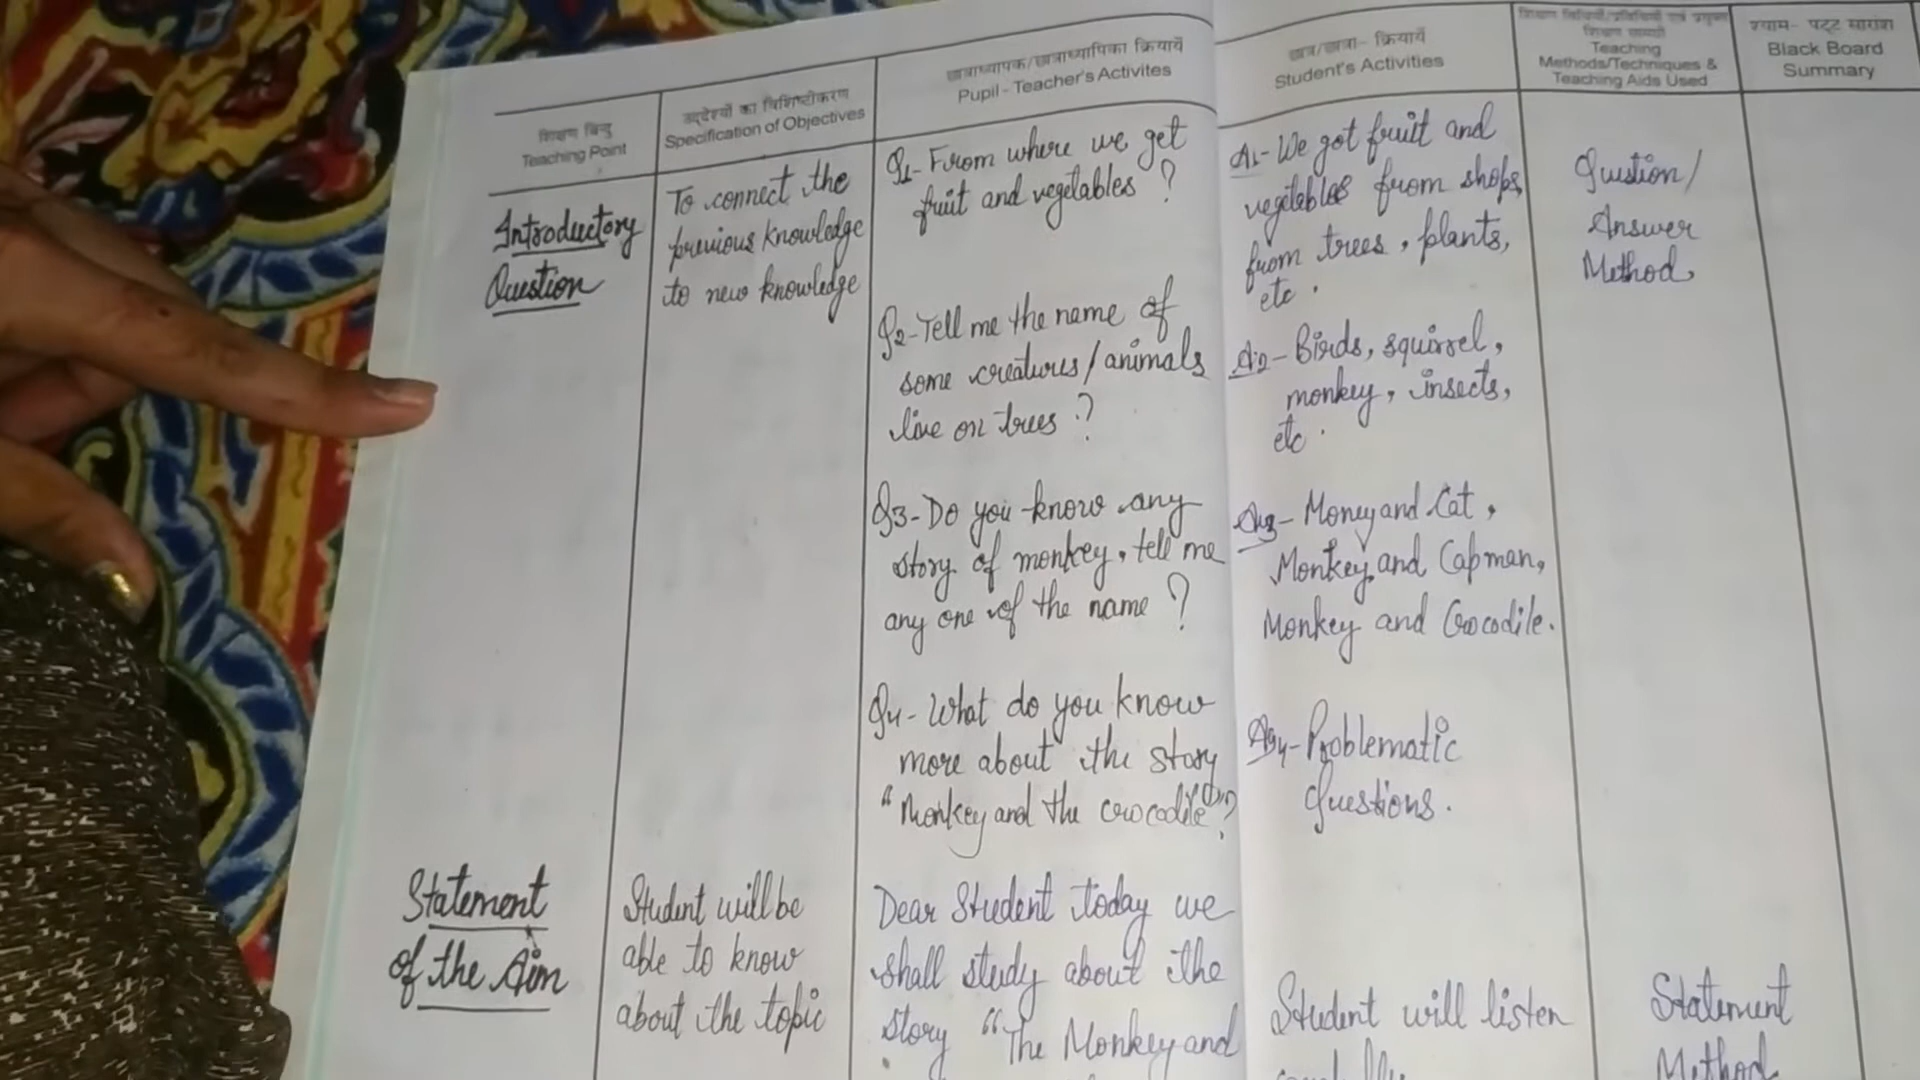 शिक्षण बिन्दु
Teaching Point
उद्देश्यों का विशिष्टीकरण
Specification of Objectives
छात्राध्यापक/छात्राध्यापिका क्रियायें
Pupil - Teacher's Activites
छात्र/छात्रा- क्रियायें
Student's Activities
शिक्षण विधियाँ/प्रविधियाँ एवं प्रयुक्त
शिक्षण सामग्री
Teaching
Methods/Techniques &
Teaching Aids Used
श्याम- पट्ट सारांश
Black Board
Summary
Introductory
Question
To connect the
previous knowledge
to new knowledge
Q1- From where we get
fruit and vegetables ?
A1- We got fruit and
vegetables from shops,
from trees, plants,
etc.
Question/
Answer
Method
Q2- Tell me the name of
some creatures/animals
live on trees ?
- Birds, squirrel,
monkey, insects,
etc.
Q3- Do you know any
story of monkey, tell me
any one of the name ?
- Money and Cat,
Monkey and Capman,
Monkey and Crocodile.
Q4- What do you know
more about the story
"Monkey and the crocodile"?
- Problematic
Questions.
Statement
of the Aim
Student will be
able to know
about the topic
Dear Student today we
shall study about the
story "The Monkey and
Student will listen
Statement
Method